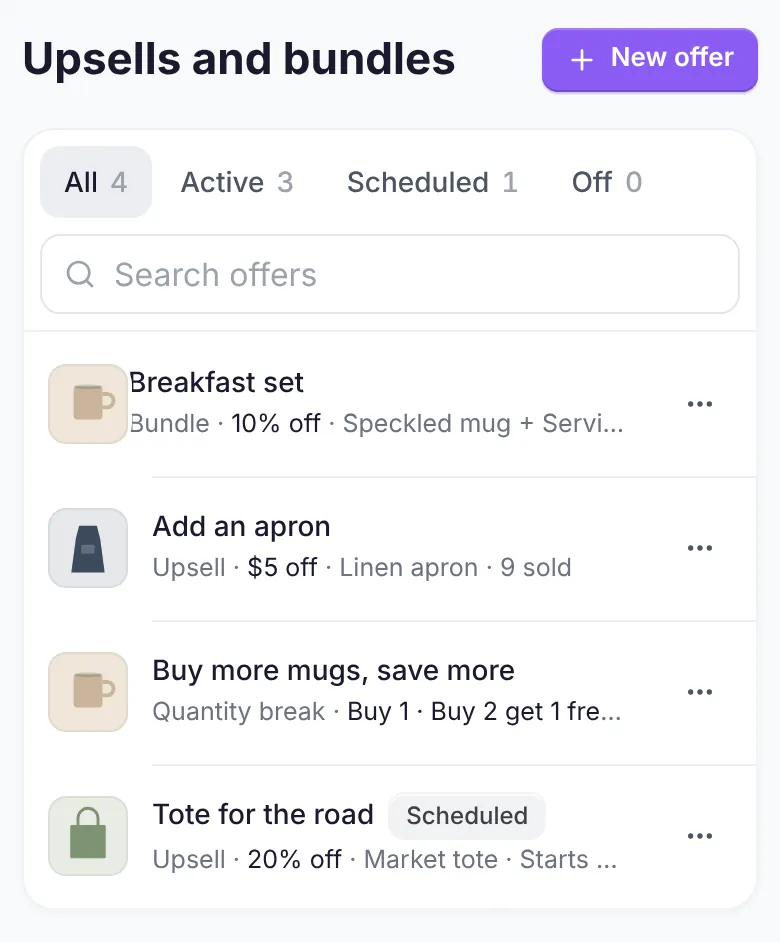 Upsells and bundles
+ New offer
All 4 Active 3 Scheduled 1 Off 0
Search offers
Breakfast set
Bundle · 10% off · Speckled mug + Servi...
Add an apron
Upsell · $5 off · Linen apron · 9 sold
Buy more mugs, save more
Quantity break · Buy 1 · Buy 2 get 1 fre...
Tote for the road Scheduled
Upsell · 20% off · Market tote · Starts ...